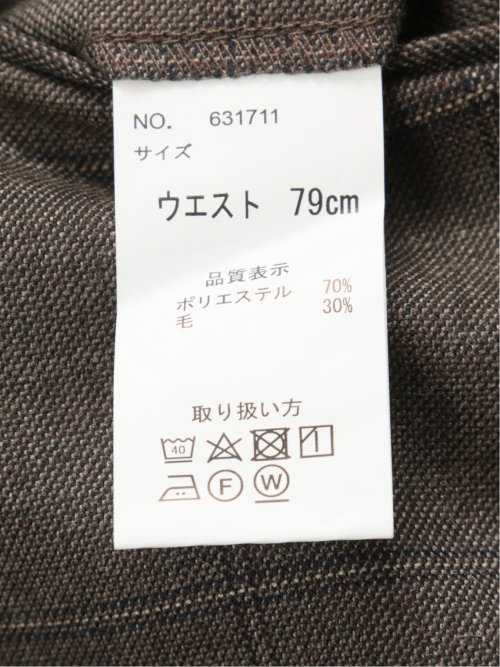 NO. 631711
サイズ
ウエスト 79cm
品質表示
ポリエステル 70%
毛 30%
取り扱い方
40
F W